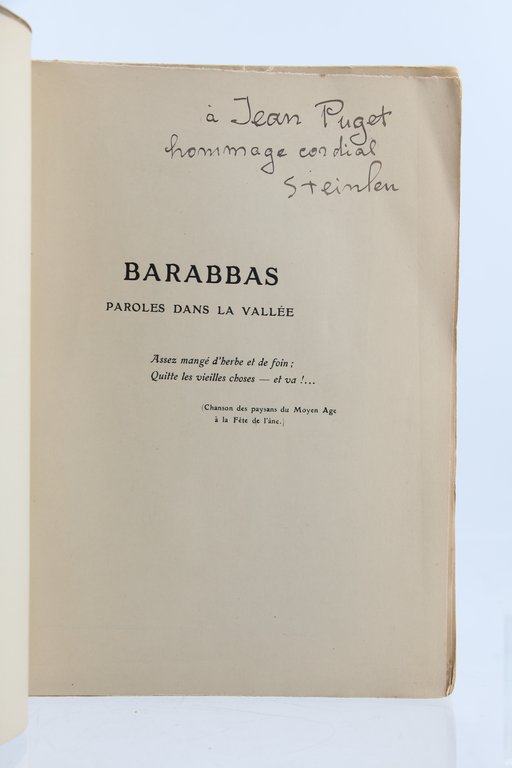 à Jean Puget
hommage cordial
Steinlen
BARABBAS
PAROLES DANS LA VALLÉE
Assez mangé d'herbe et de foin ;
Quitte les vieilles choses — et va !...
(Chanson des paysans du Moyen Age
à la Fête de l'âne.)